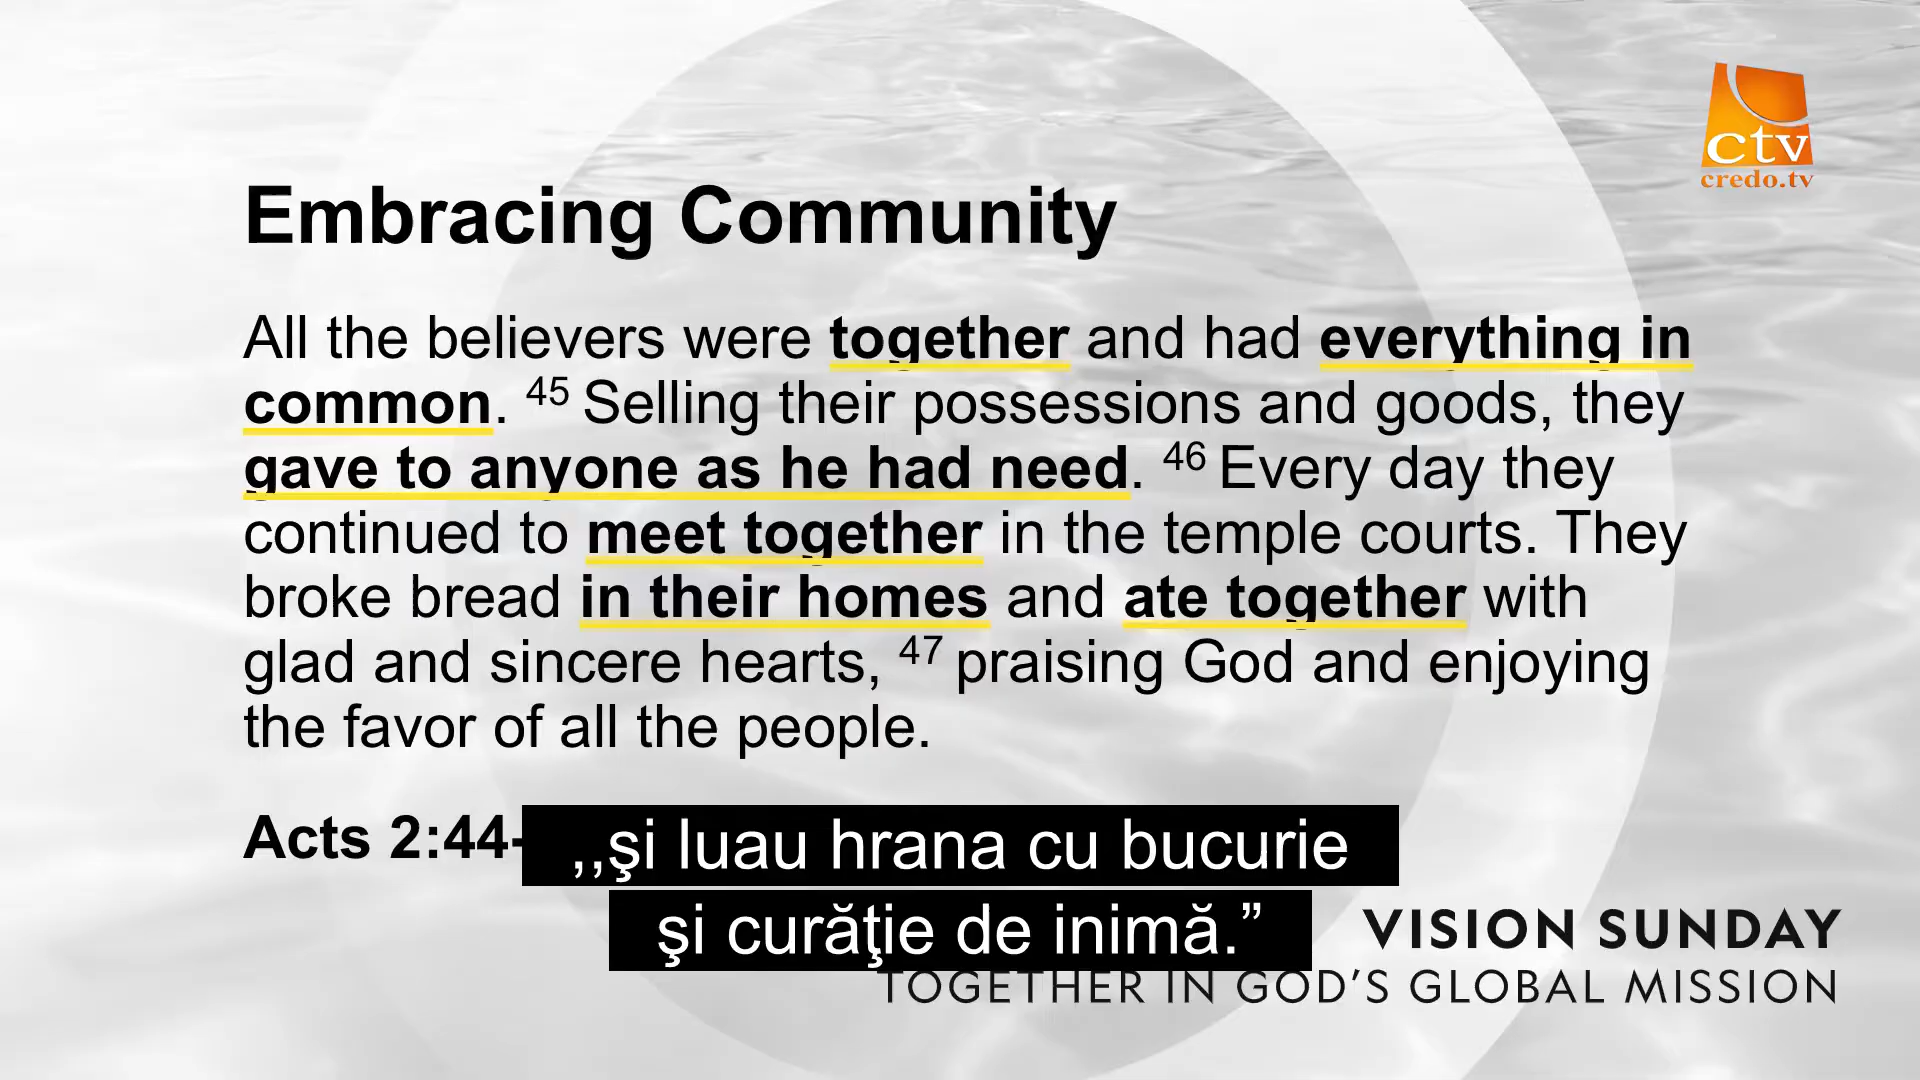 ctv
credo.tv
Embracing Community
All the believers were together and had everything in
common. 45 Selling their possessions and goods, they
gave to anyone as he had need. 46 Every day they
continued to meet together in the temple courts. They
broke bread in their homes and ate together with
glad and sincere hearts, 47 praising God and enjoying
the favor of all the people.
Acts 2:44-
,,şi luau hrana cu bucurie
şi curăţie de inimă.”
VISION SUNDAY
TOGETHER IN GOD’S GLOBAL MISSION